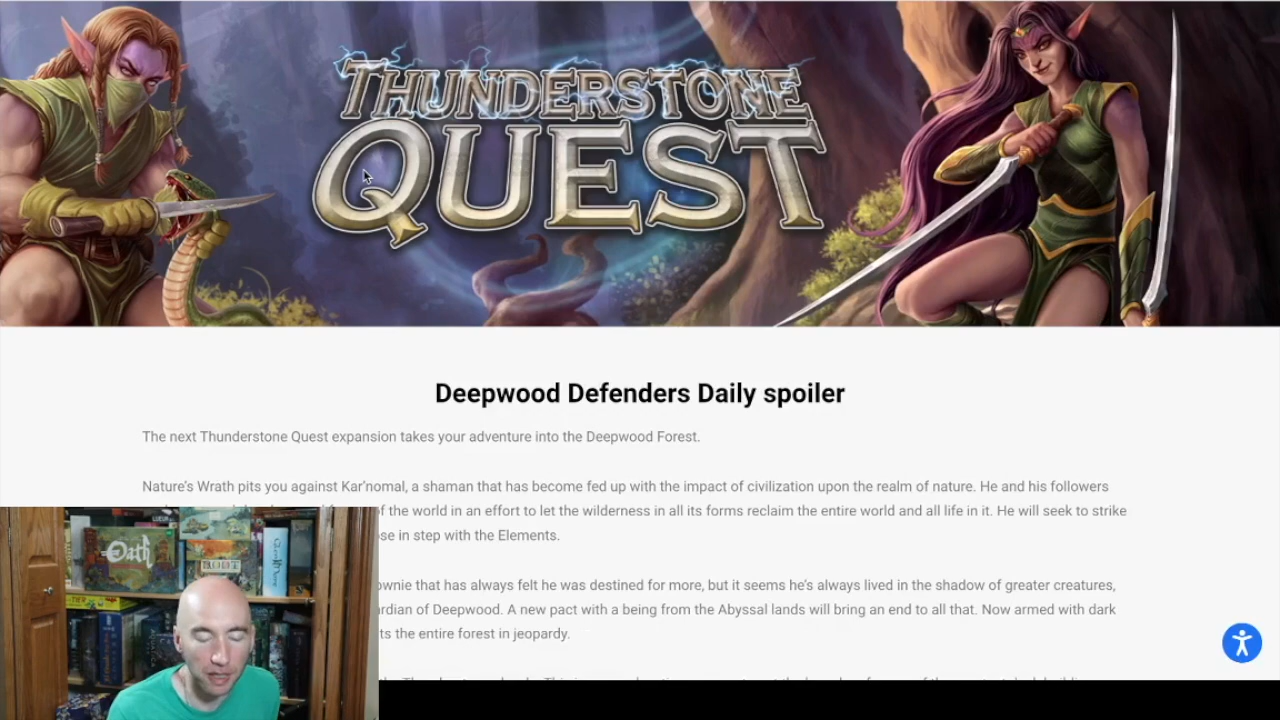 THUNDERSTONE
QUEST
Deepwood Defenders Daily spoiler
The next Thunderstone Quest expansion takes your adventure into the Deepwood Forest.
Nature's Wrath pits you against Kar'nomal, a shaman that has become fed up with the impact of civilization upon the realm of nature. He and his followers
of the world in an effort to let the wilderness in all its forms reclaim the entire world and all life in it. He will seek to strike
ose in step with the Elements.
ownie that has always felt he was destined for more, but it seems he's always lived in the shadow of greater creatures,
rdian of Deepwood. A new pact with a being from the Abyssal lands will bring an end to all that. Now armed with dark
ts the entire forest in jeopardy.
Oath
ROOT